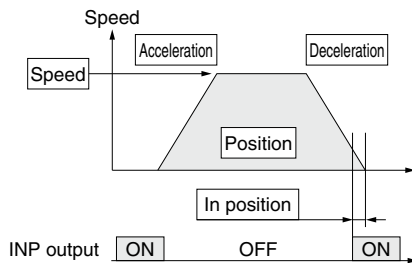 Speed
Acceleration
Deceleration
Speed
Position
In position
INP output
ON
OFF
ON